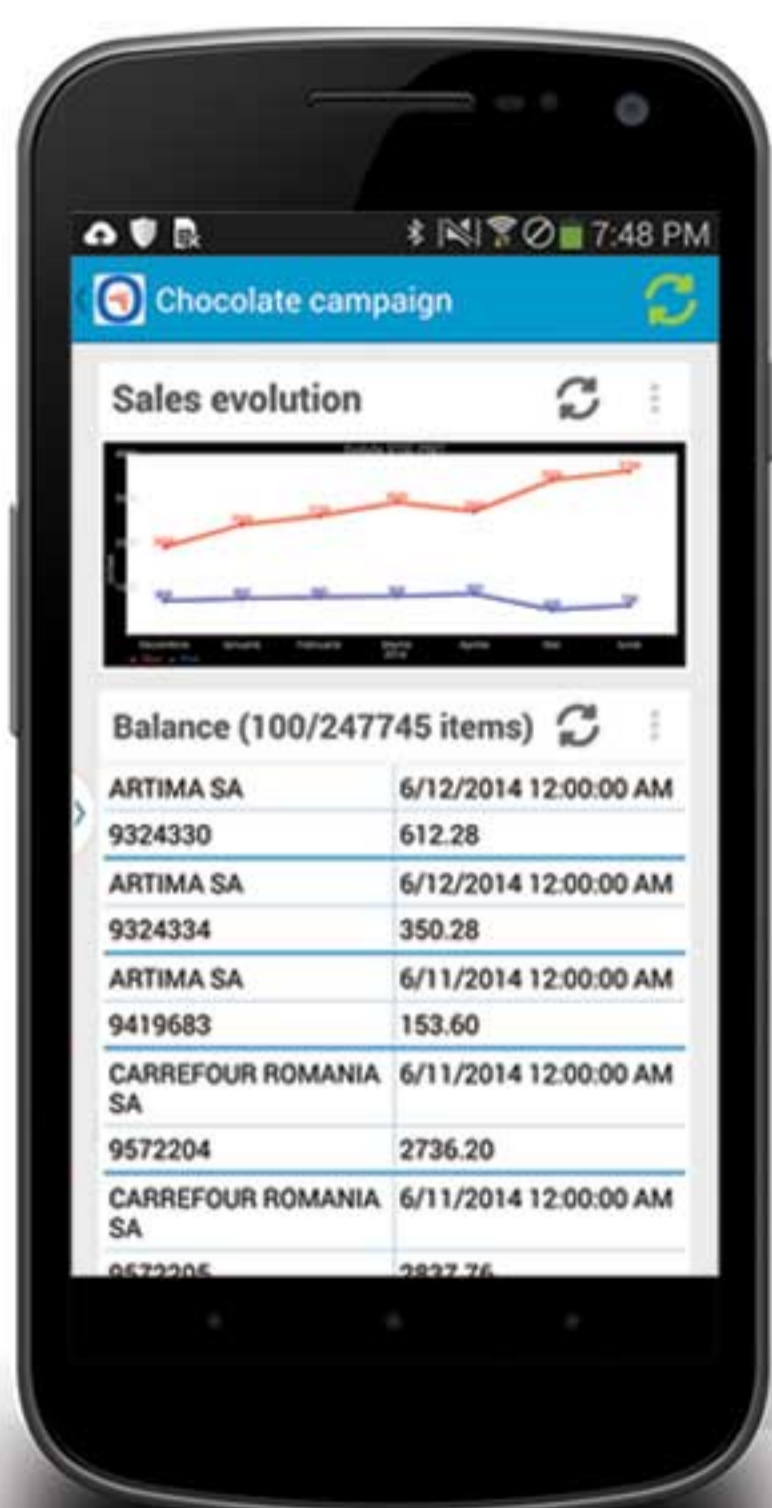 7:48 PM
Chocolate campaign
Sales evolution
Balance (100/247745 items)
ARTIMA SA 6/12/2014 12:00:00 AM
9324330 612.28
ARTIMA SA 6/12/2014 12:00:00 AM
9324334 350.28
ARTIMA SA 6/11/2014 12:00:00 AM
9419683 153.60
CARREFOUR ROMANIA 6/11/2014 12:00:00 AM
SA
9572204 2736.20
CARREFOUR ROMANIA 6/11/2014 12:00:00 AM
SA
9572205 2837.76